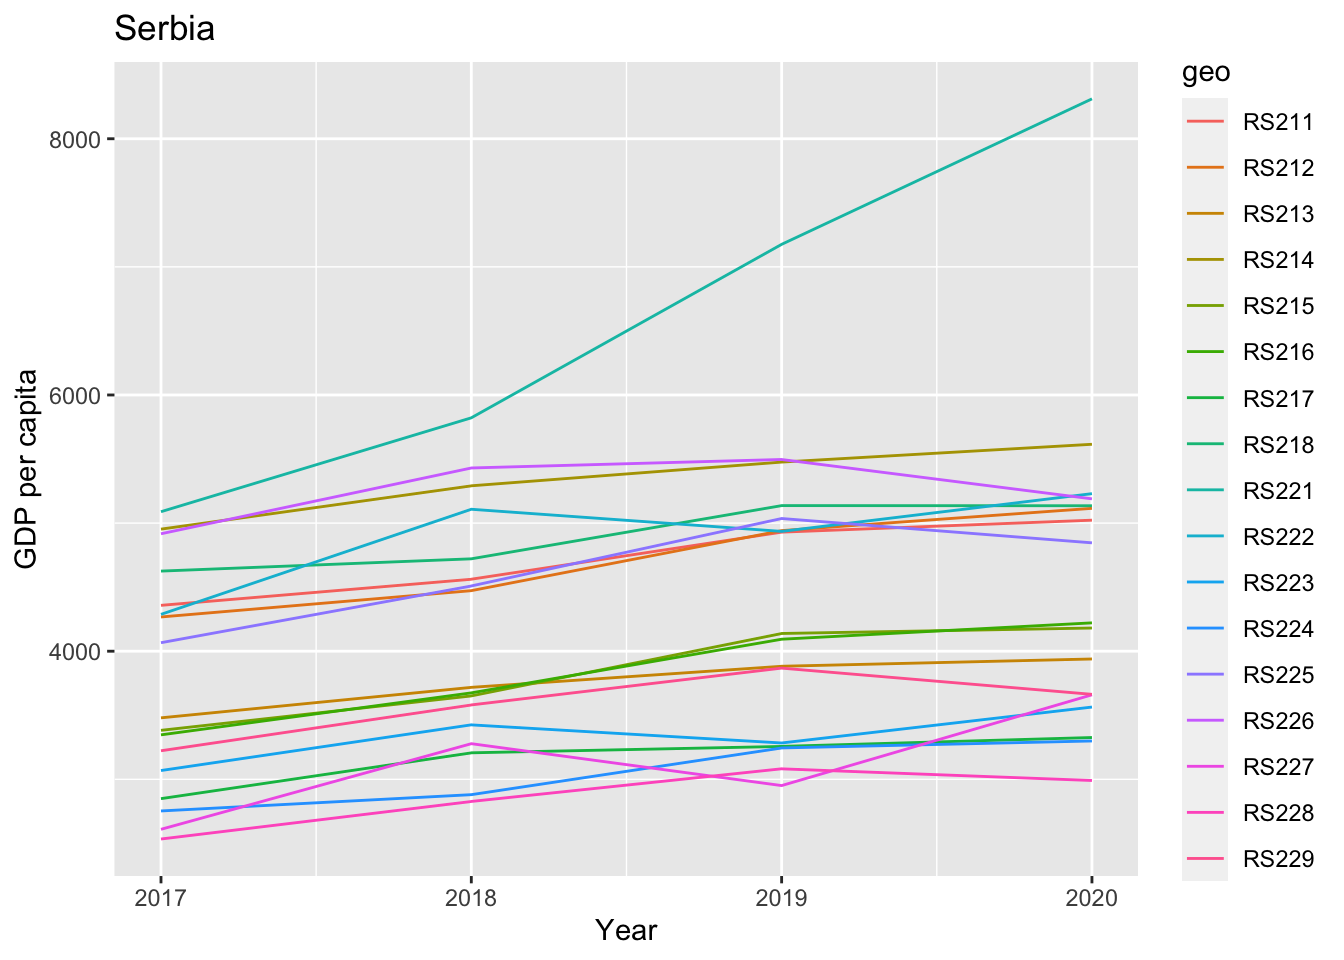 Serbia
GDP per capita
8000
6000
4000
2017 2018 2019 2020
Year
geo
RS211
RS212
RS213
RS214
RS215
RS216
RS217
RS218
RS221
RS222
RS223
RS224
RS225
RS226
RS227
RS228
RS229